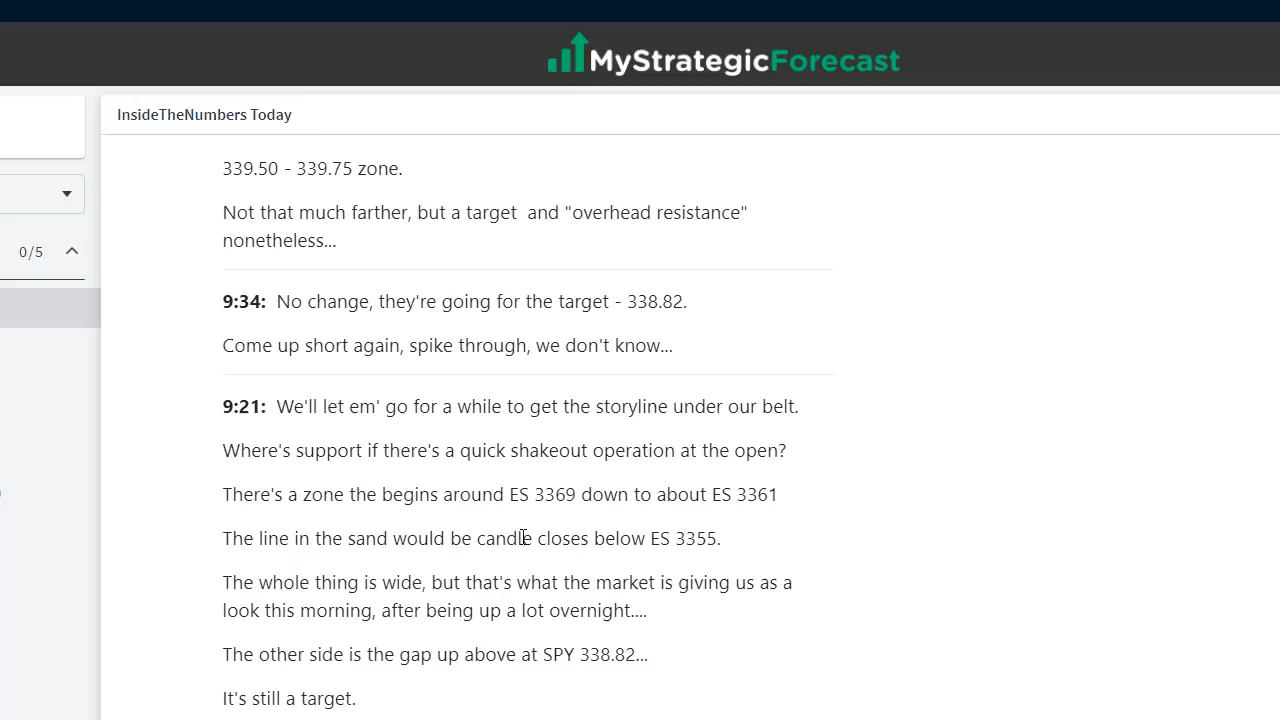 MyStrategicForecast
InsideTheNumbers Today
0/5
339.50 - 339.75 zone.
Not that much farther, but a target  and "overhead resistance"
nonetheless...
9:34:  No change, they're going for the target - 338.82.
Come up short again, spike through, we don't know...
9:21:  We'll let em' go for a while to get the storyline under our belt.
Where's support if there's a quick shakeout operation at the open?
There's a zone the begins around ES 3369 down to about ES 3361
The line in the sand would be candle closes below ES 3355.
The whole thing is wide, but that's what the market is giving us as a
look this morning, after being up a lot overnight....
The other side is the gap up above at SPY 338.82...
It's still a target.